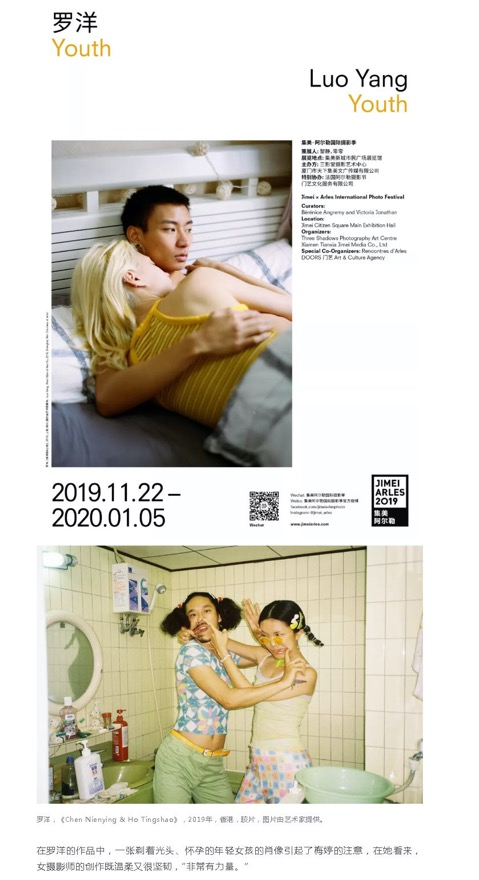 罗洋
Youth
Luo Yang
Youth
集美·阿尔勒国际摄影季
展览地点: 集美新城市民广场展览馆
主办方: 三影堂摄影艺术中心
厦门市天下集美文广传媒有限公司
特别协办: 法国阿尔勒摄影节
门艺文化服务有限公司
Jimei × Arles International Photo Festival
Curators:
Bérénice Angremy and Victoria Jonathan
Location:
Jimei Citizen Square Main Exhibition Hall
Organizers:
Three Shadows Photography Art Centre
Xiamen Tianxia Jimei Media Co., Ltd
Special Co-Organizers: Rencontres d'Arles
DOORS 门艺 Art & Culture Agency
2019.11.22 –
2020.01.05
Wechat
Wechat: 集美阿尔勒国际摄影季
Weibo: 集美阿尔勒国际摄影季官方微博
www.jimeiarles.com
JIMEI
ARLES
2019
集美
阿尔勒
罗洋，《Chen Nienying & Ho Tingshao》，2019年，香港，胶片，图片由艺术家提供。
在罗洋的作品中，一张剃着光头、怀孕的年轻女孩的肖像引起了梅婷的注意，在她看来，
女摄影师的创作既温柔又很坚韧，“非常有力量。”